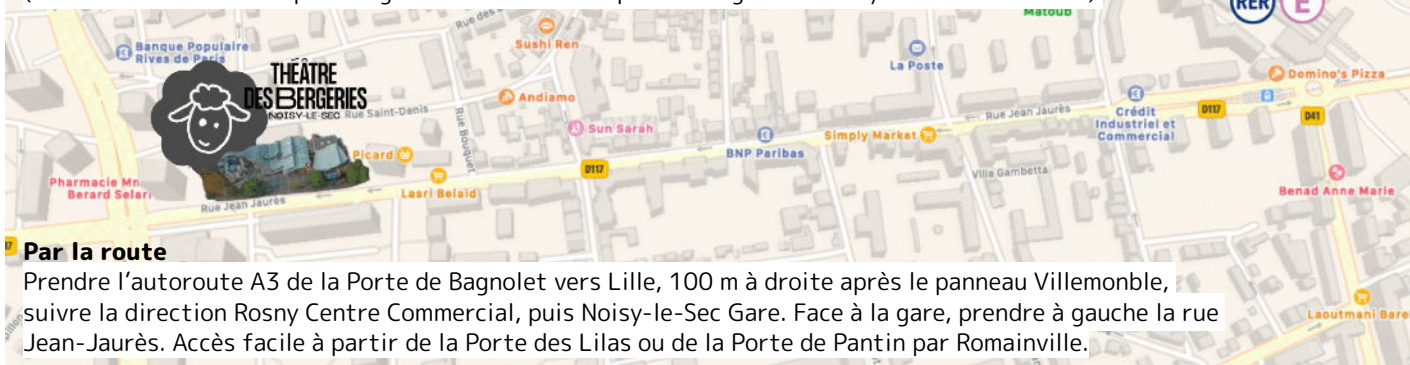 Matoub
RER E
Rue des
Banque Populaire
Rives de Paris
Sushi Ren
La Poste
Domino's Pizza
THÉÂTRE
DES BERGERIES
NOISY-LE-SEC
Rue Saint-Denis
Andiamo
Rue Bouquet
Sun Sarah
Rue Jean Jaurès
Crédit
Industriel et
Commercial
D117
D41
Simply Market
BNP Paribas
Picard
D117
Villa Gambetta
Pharmacie
Berard
Lasri Belaïd
Benad Anne Marie
Rue Jean Jaurès
Par la route
Prendre l’autoroute A3 de la Porte de Bagnolet vers Lille, 100 m à droite après le panneau Villemonble,
suivre la direction Rosny Centre Commercial, puis Noisy-le-Sec Gare. Face à la gare, prendre à gauche la rue
Jean-Jaurès. Accès facile à partir de la Porte des Lilas ou de la Porte de Pantin par Romainville.
Laoutmani